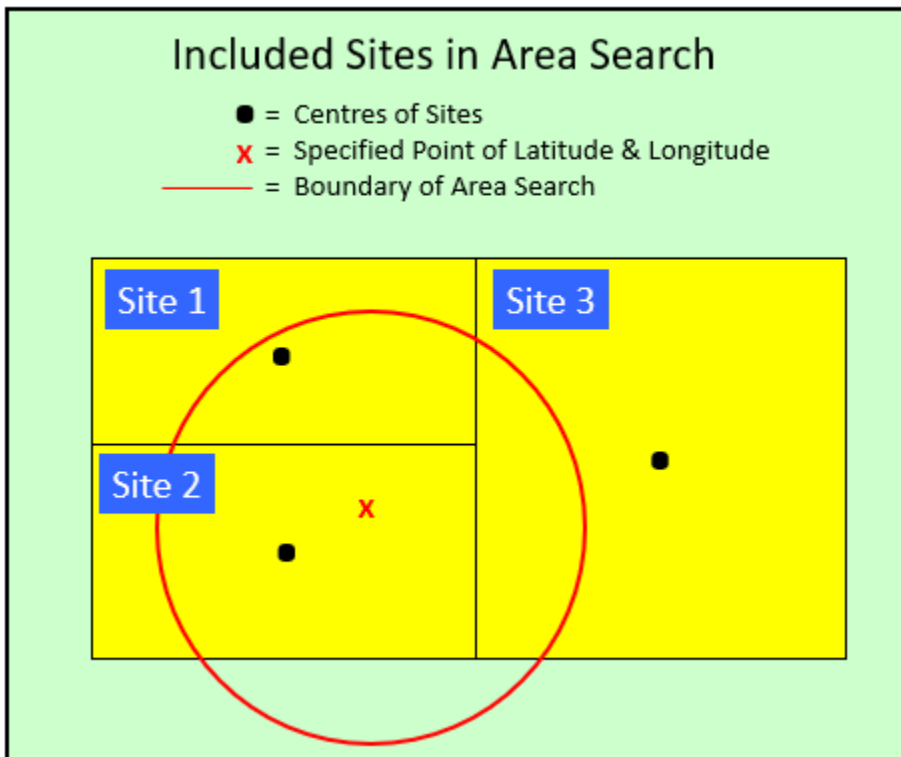 Included Sites in Area Search
= Centres of Sites
x = Specified Point of Latitude & Longitude
= Boundary of Area Search
Site 1
Site 3
Site 2
x